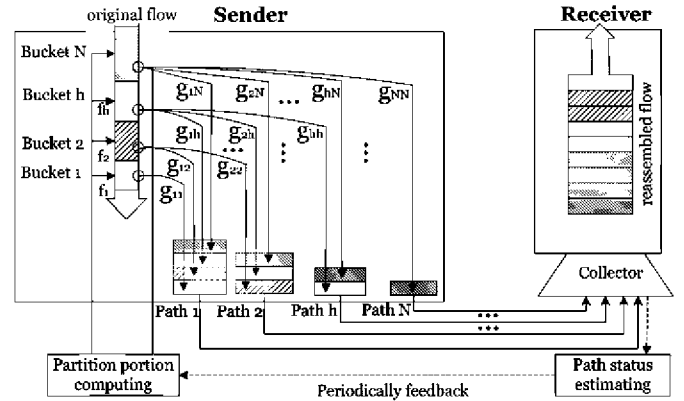 original flow
Sender
Receiver
Bucket N
Bucket h
fh
Bucket 2
f2
Bucket 1
f1
g1N
g2N
...
ghN
gNN
g1h
g2h
...
ghh
g12
g22
g11
reassembled flow
Collector
Path 1
Path 2
Path h
Path N
...
...
Partition portion
computing
Periodically feedback
Path status
estimating